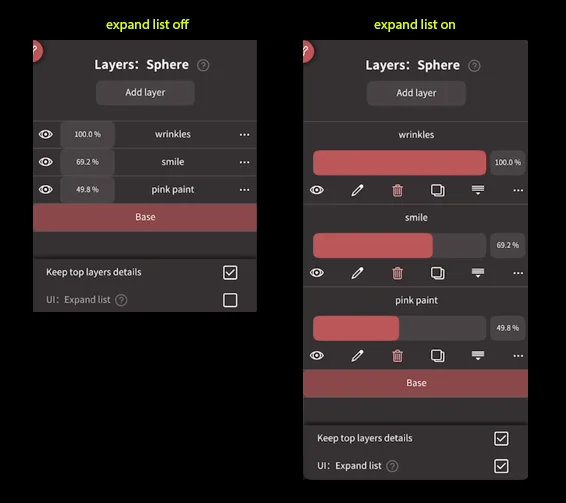 expand list off
Layers: Sphere ?
Add layer
100.0 % wrinkles
69.2 % smile
49.8 % pink paint
Base
Keep top layers details
UI: Expand list ?
expand list on
Layers: Sphere ?
Add layer
wrinkles
100.0 %
smile
69.2 %
pink paint
49.8 %
Base
Keep top layers details
UI: Expand list ?